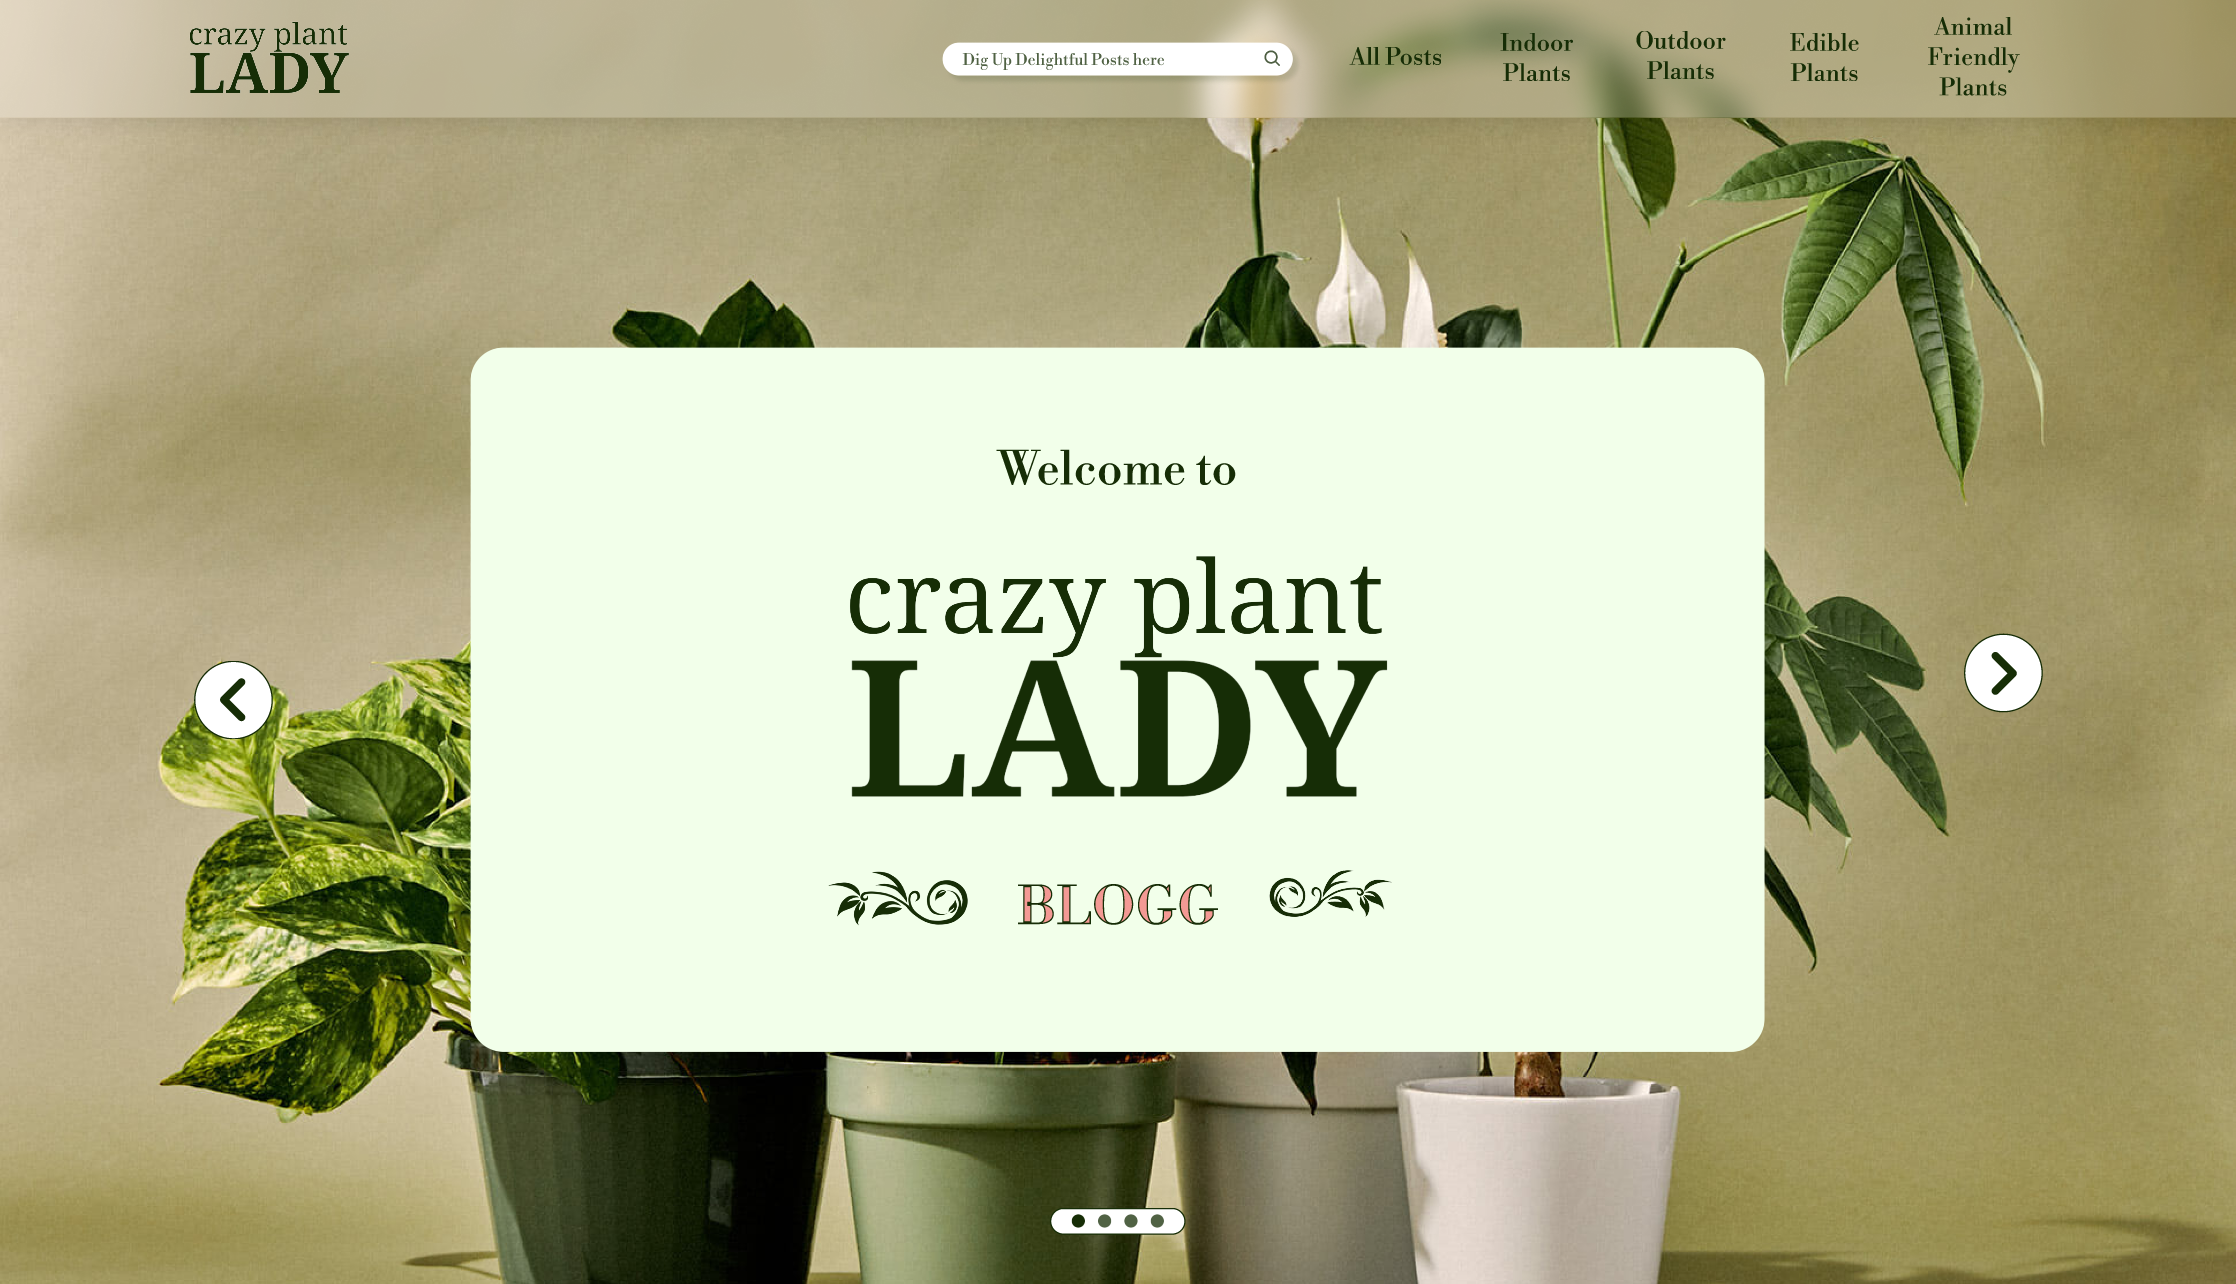 crazy plant
LADY
Dig Up Delightful Posts here
All Posts
Indoor
Plants
Outdoor
Plants
Edible
Plants
Animal
Friendly
Plants
Welcome to
crazy plant
LADY
BLOGG